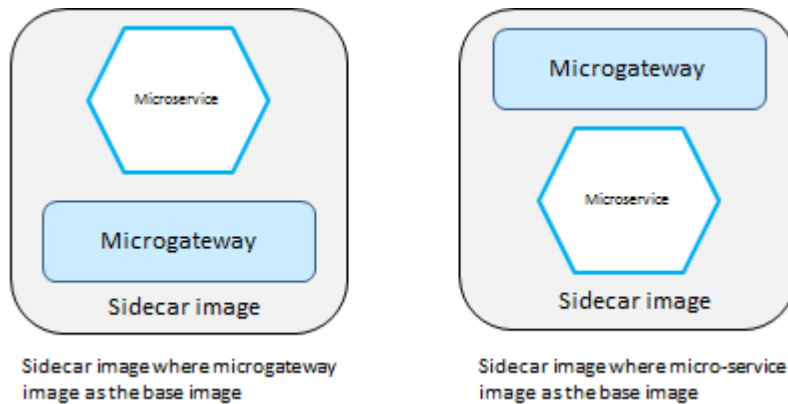 Microservice
Microgateway
Sidecar image
Sidecar image where microgateway
image as the base image
Microgateway
Microservice
Sidecar image
Sidecar image where micro-service
image as the base image